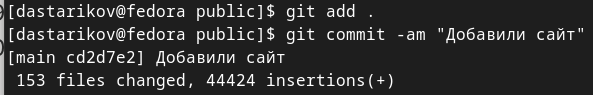 [dastarikov@fedora public]$ git add .
[dastarikov@fedora public]$ git commit -am "Добавили сайт"
[main cd2d7e2] Добавили сайт
 153 files changed, 44424 insertions(+)